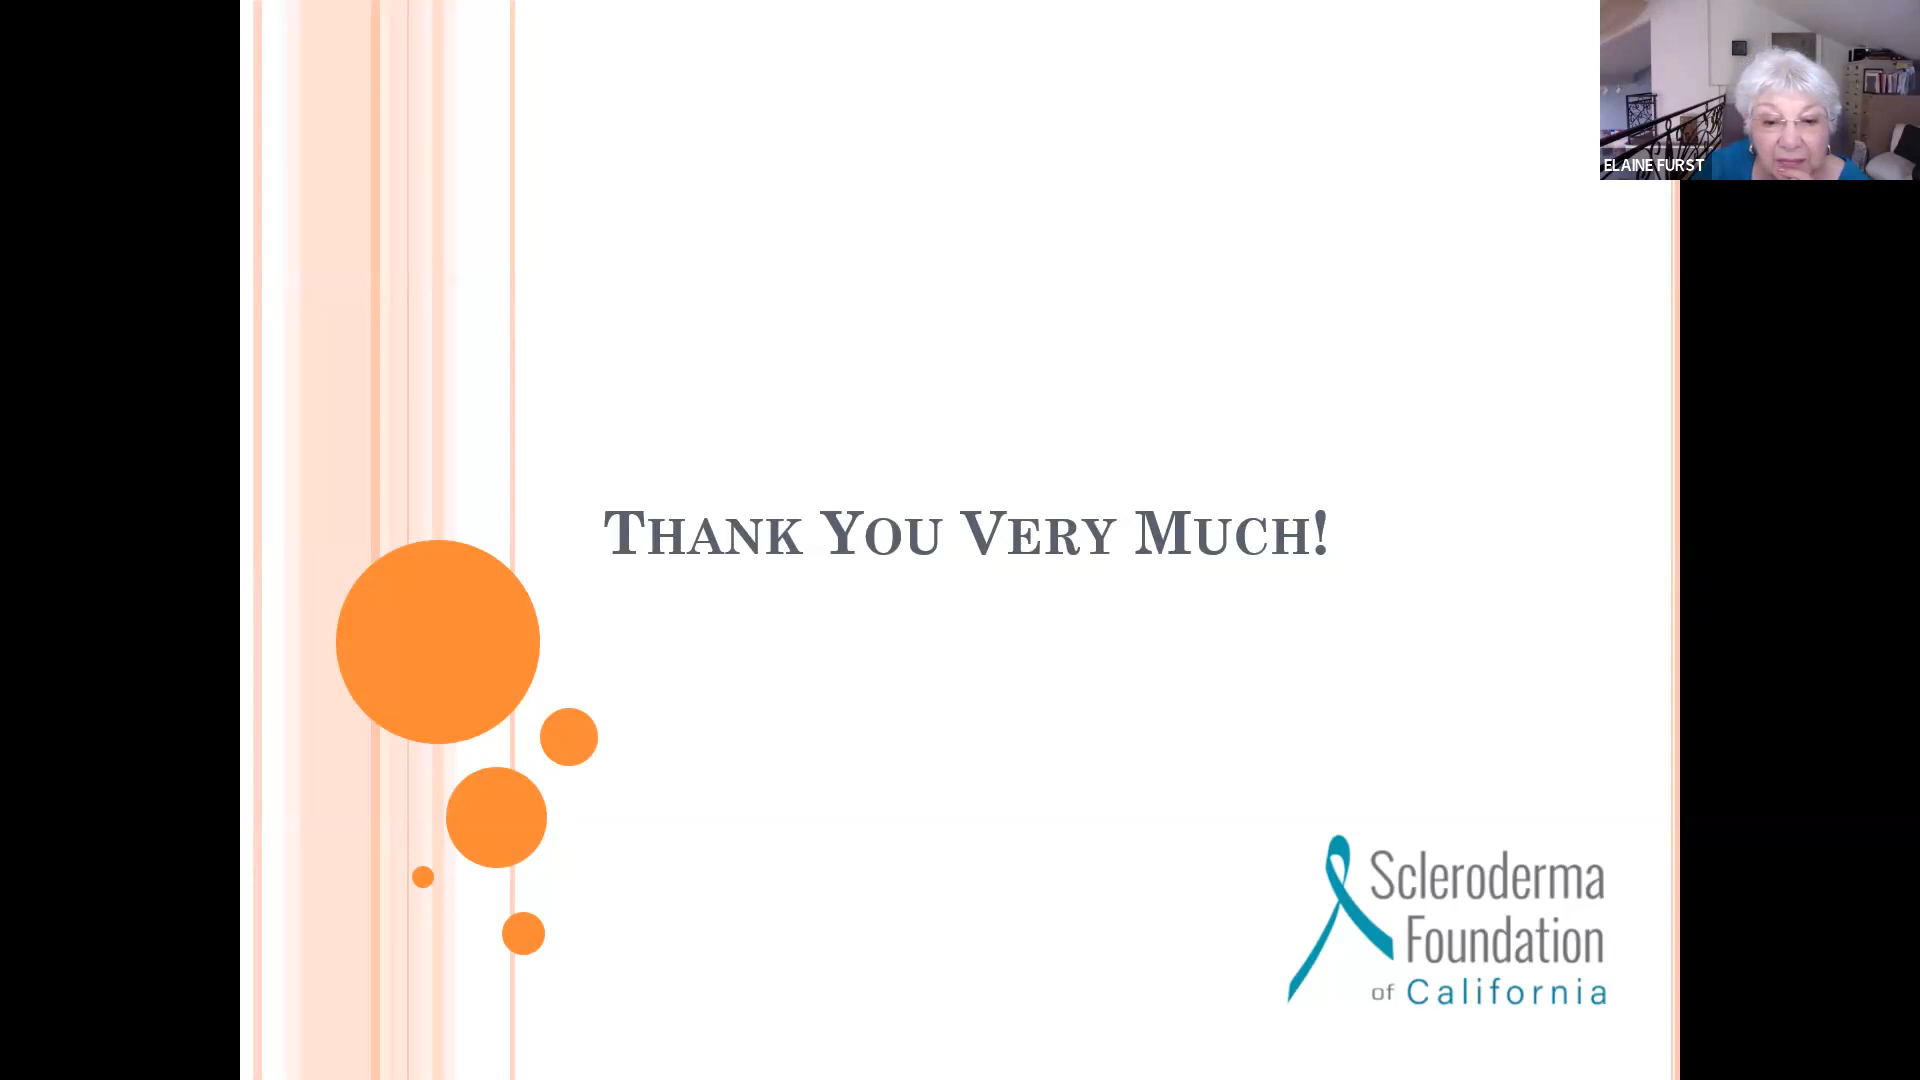 ELAINE FURST
THANK YOU VERY MUCH!
Scleroderma
Foundation
of California